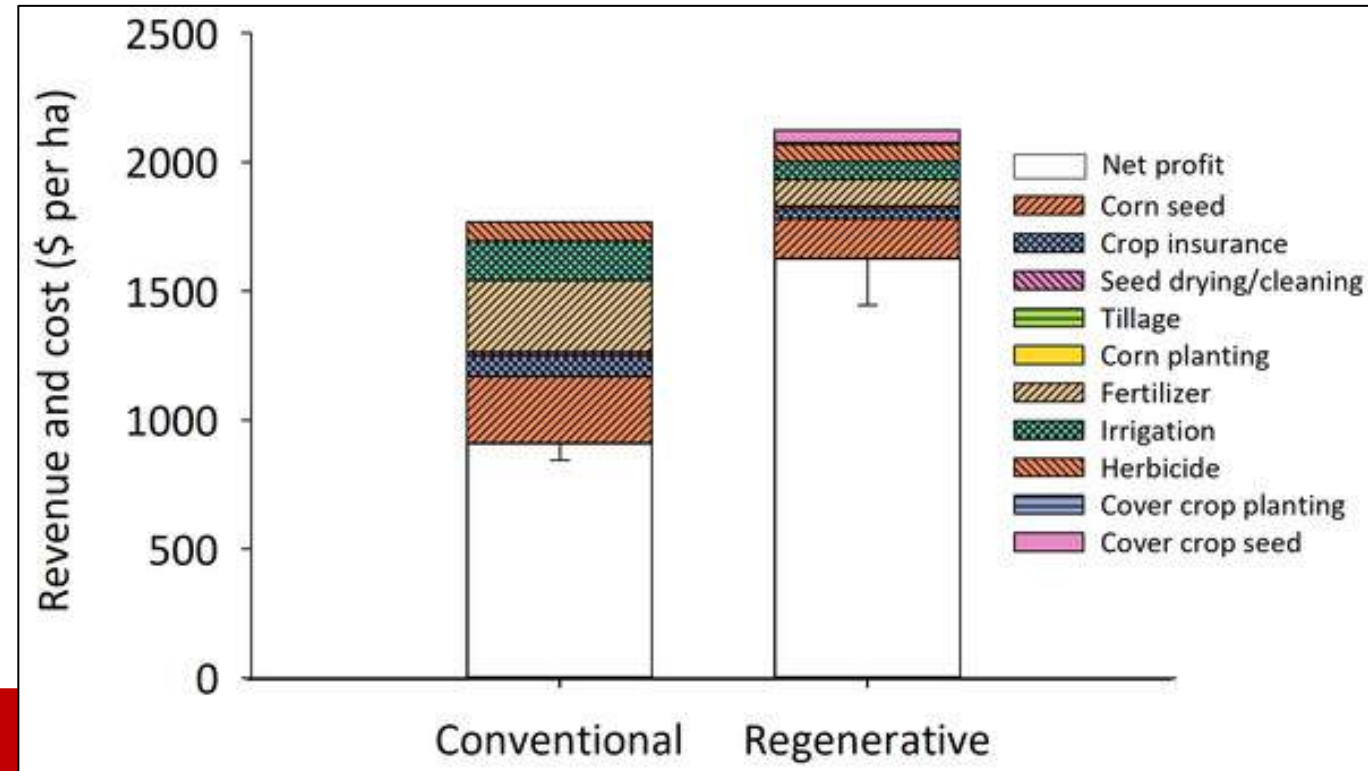 Revenue and cost ($ per ha)
2500
2000
1500
1000
500
0
Conventional
Regenerative
Net profit
Corn seed
Crop insurance
Seed drying/cleaning
Tillage
Corn planting
Fertilizer
Irrigation
Herbicide
Cover crop planting
Cover crop seed